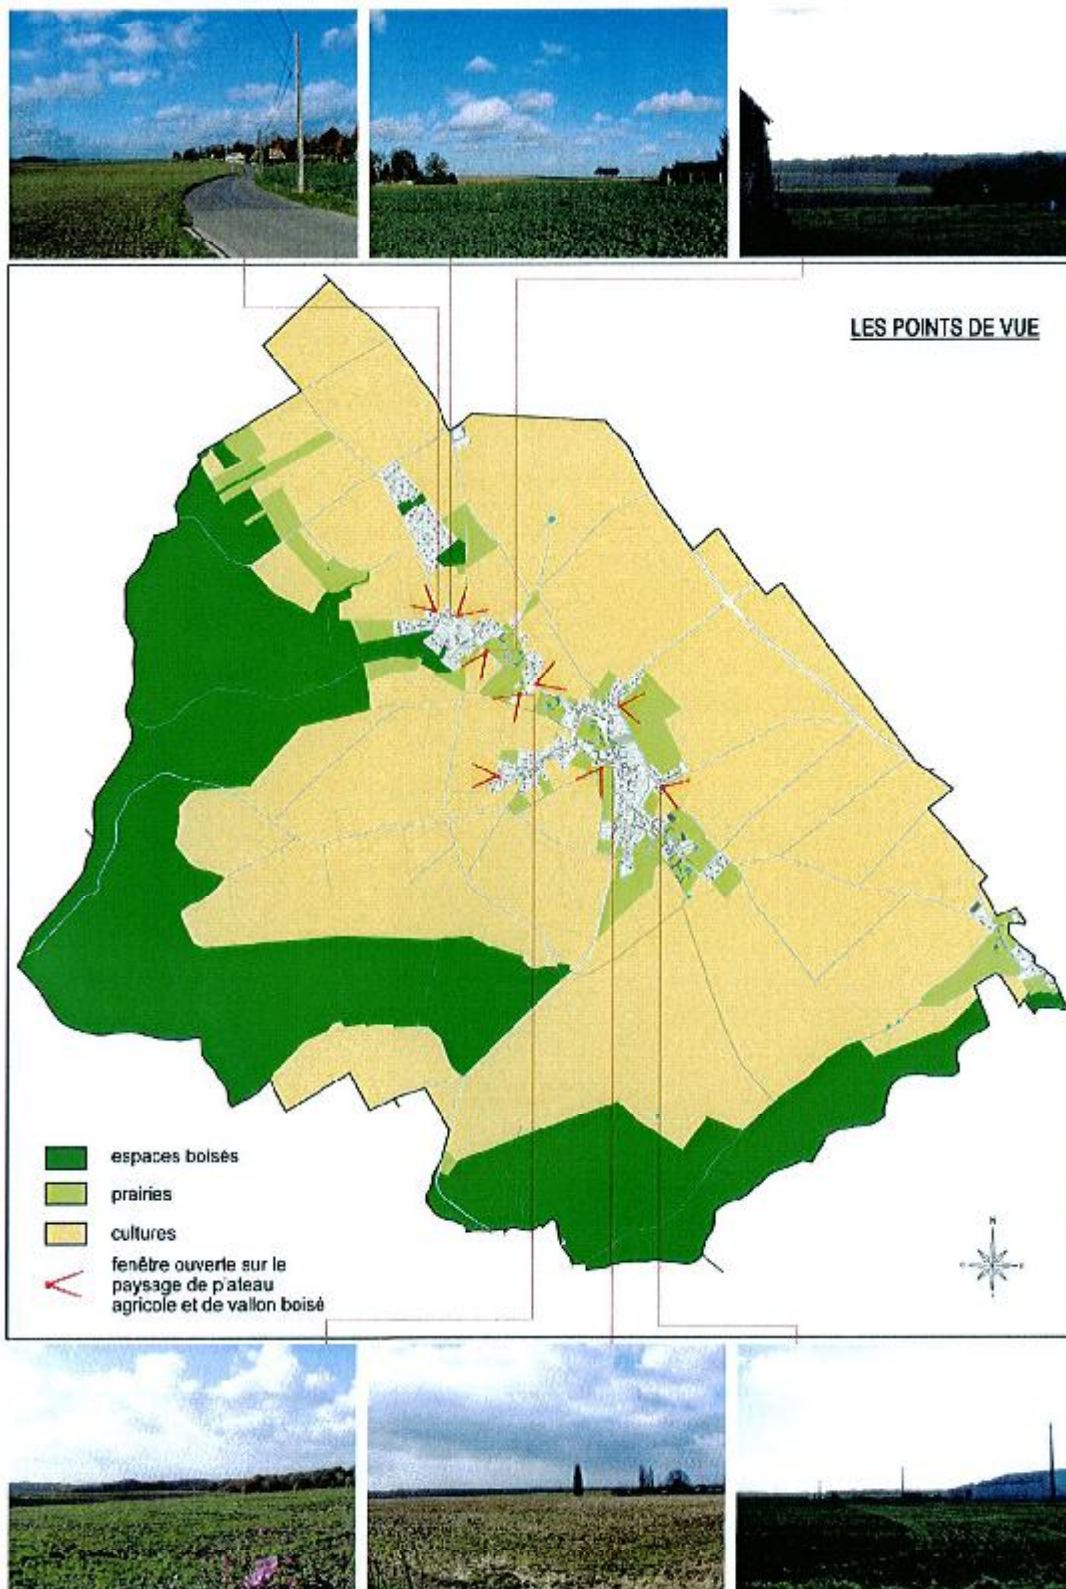 LES POINTS DE VUE
espaces boisés
prairies
cultures
fenêtre ouverte sur le
paysage de plateau
agricole et de vallon boisé
N